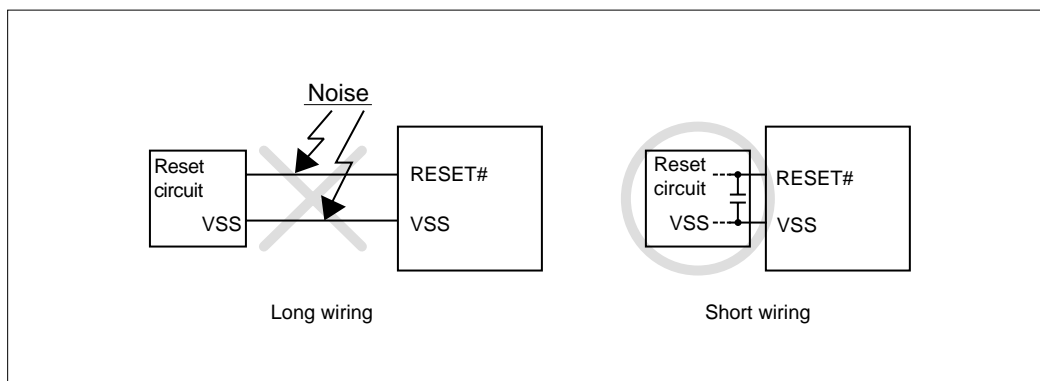 Noise
Reset
circuit
VSS
RESET#
VSS
Long wiring
Reset
circuit
VSS
RESET#
VSS
Short wiring